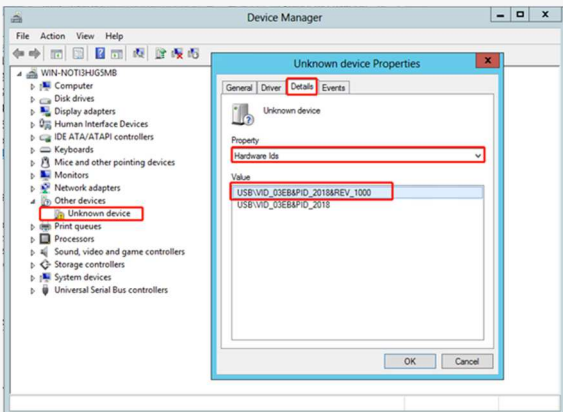 Device Manager
File Action View Help
WIN-NOTI3HJG5MB
Computer
Disk drives
Display adapters
Human Interface Devices
IDE ATA/ATAPI controllers
Keyboards
Mice and other pointing devices
Monitors
Network adapters
Other devices
Unknown device
Print queues
Processors
Sound, video and game controllers
Storage controllers
System devices
Universal Serial Bus controllers
Unknown device Properties
General Driver Details Events
Unknown device
Property
Hardware Ids
Value
USB\VID_03EB&PID_2018&REV_1000
USB\VID_03EB&PID_2018
OK Cancel